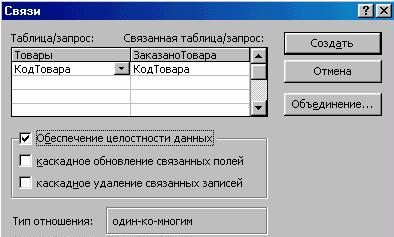 Связи
Таблица/запрос: Связанная таблица/запрос:
Товары ЗаказаноТовара
КодТовара КодТовара
Создать
Отмена
Объединение...
Обеспечение целостности данных
каскадное обновление связанных полей
каскадное удаление связанных записей
Тип отношения: один-ко-многим